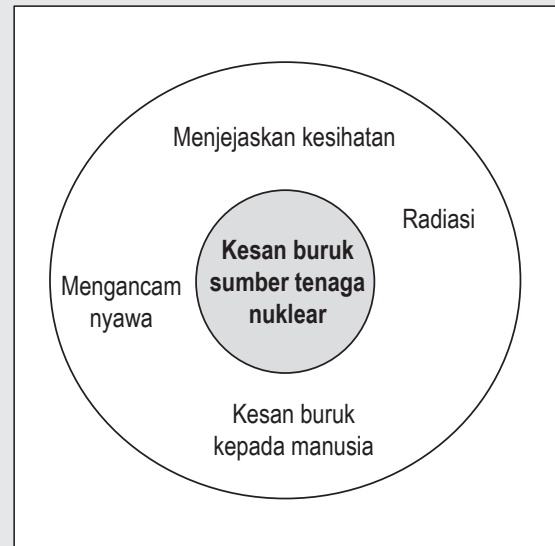 Menjejaskan kesihatan
Radiasi
Kesan buruk
sumber tenaga
nuklear
Mengancam
nyawa
Kesan buruk
kepada manusia